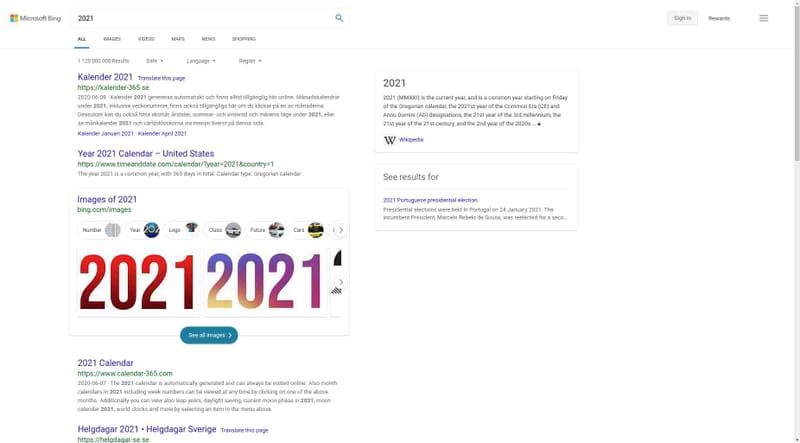 Microsoft Bing
2021
Sign in
Rewards
ALL
IMAGES
VIDEOS
MAPS
NEWS
SHOPPING
1 120 000 000 Results
Date
Language
Region
Kalender 2021 Translate this page
https://kalender-365.se
2020-06-08 · Kalender 2021 genereras automatiskt och finns alltid tillgänglig här online. Månadskalendrar
under 2021, inklusive veckonummer, finns också tillgängliga här om du klickar på en av månaderna.
Dessutom kan du också hitta skottår, årstider, sommar- och vintertid och månens läge under 2021, eller
se månkalender 2021 och världsklockorna via menyn överst på denna sida.
Kalender Januari 2021 · Kalender April 2021
Year 2021 Calendar – United States
https://www.timeanddate.com/calendar/?year=2021&country=1
The year 2021 is a common year, with 365 days in total. Calendar type: Gregorian calendar
Images of 2021
bing.com/images
Number
Year
Logo
Class
Future
Cars
2021
2021
See all images
2021 Calendar
https://www.calendar-365.com
2020-06-07 · The 2021 calendar is automatically generated and can always be visited online. Also month
calendars in 2021 including week numbers can be viewed at any time by clicking on one of the above
months. Additionally you can view also leap years, daylight saving, current moon phase in 2021, moon
calendar 2021, world clocks and more by selecting an item in the menu above.
Helgdagar 2021 • Helgdagar Sverige Translate this page
https://helgdagar-se.se
2021
2021 (MMXXI) is the current year, and is a common year starting on Friday
of the Gregorian calendar, the 2021st year of the Common Era (CE) and
Anno Domini (AD) designations, the 21st year of the 3rd millennium, the
21st year of the 21st century, and the 2nd year of the 2020s ...
W Wikipedia
See results for
2021 Portuguese presidential election
Presidential elections were held in Portugal on 24 January 2021. The
incumbent President, Marcelo Rebelo de Sousa, was reelected for a seco...